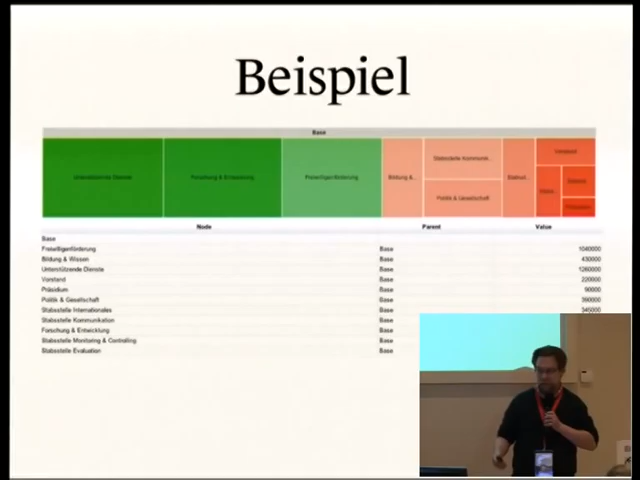 Beispiel
Base
Unterstützende Dienste
Forschung & Entwicklung
Freiwilligenförderung
Bildung &...
Stabsstelle Kommunik...
Politik & Gesellschaft
Vorstand
Node Parent Value
Base
Freiwilligenförderung Base 1040000
Bildung & Wissen Base 430000
Unterstützende Dienste Base 1260000
Vorstand Base 220000
Präsidium Base 90000
Politik & Gesellschaft Base 390000
Stabsstelle Internationales Base 345000
Stabsstelle Kommunikation Base
Forschung & Entwicklung Base
Stabsstelle Monitoring & Controlling Base
Stabsstelle Evaluation Base